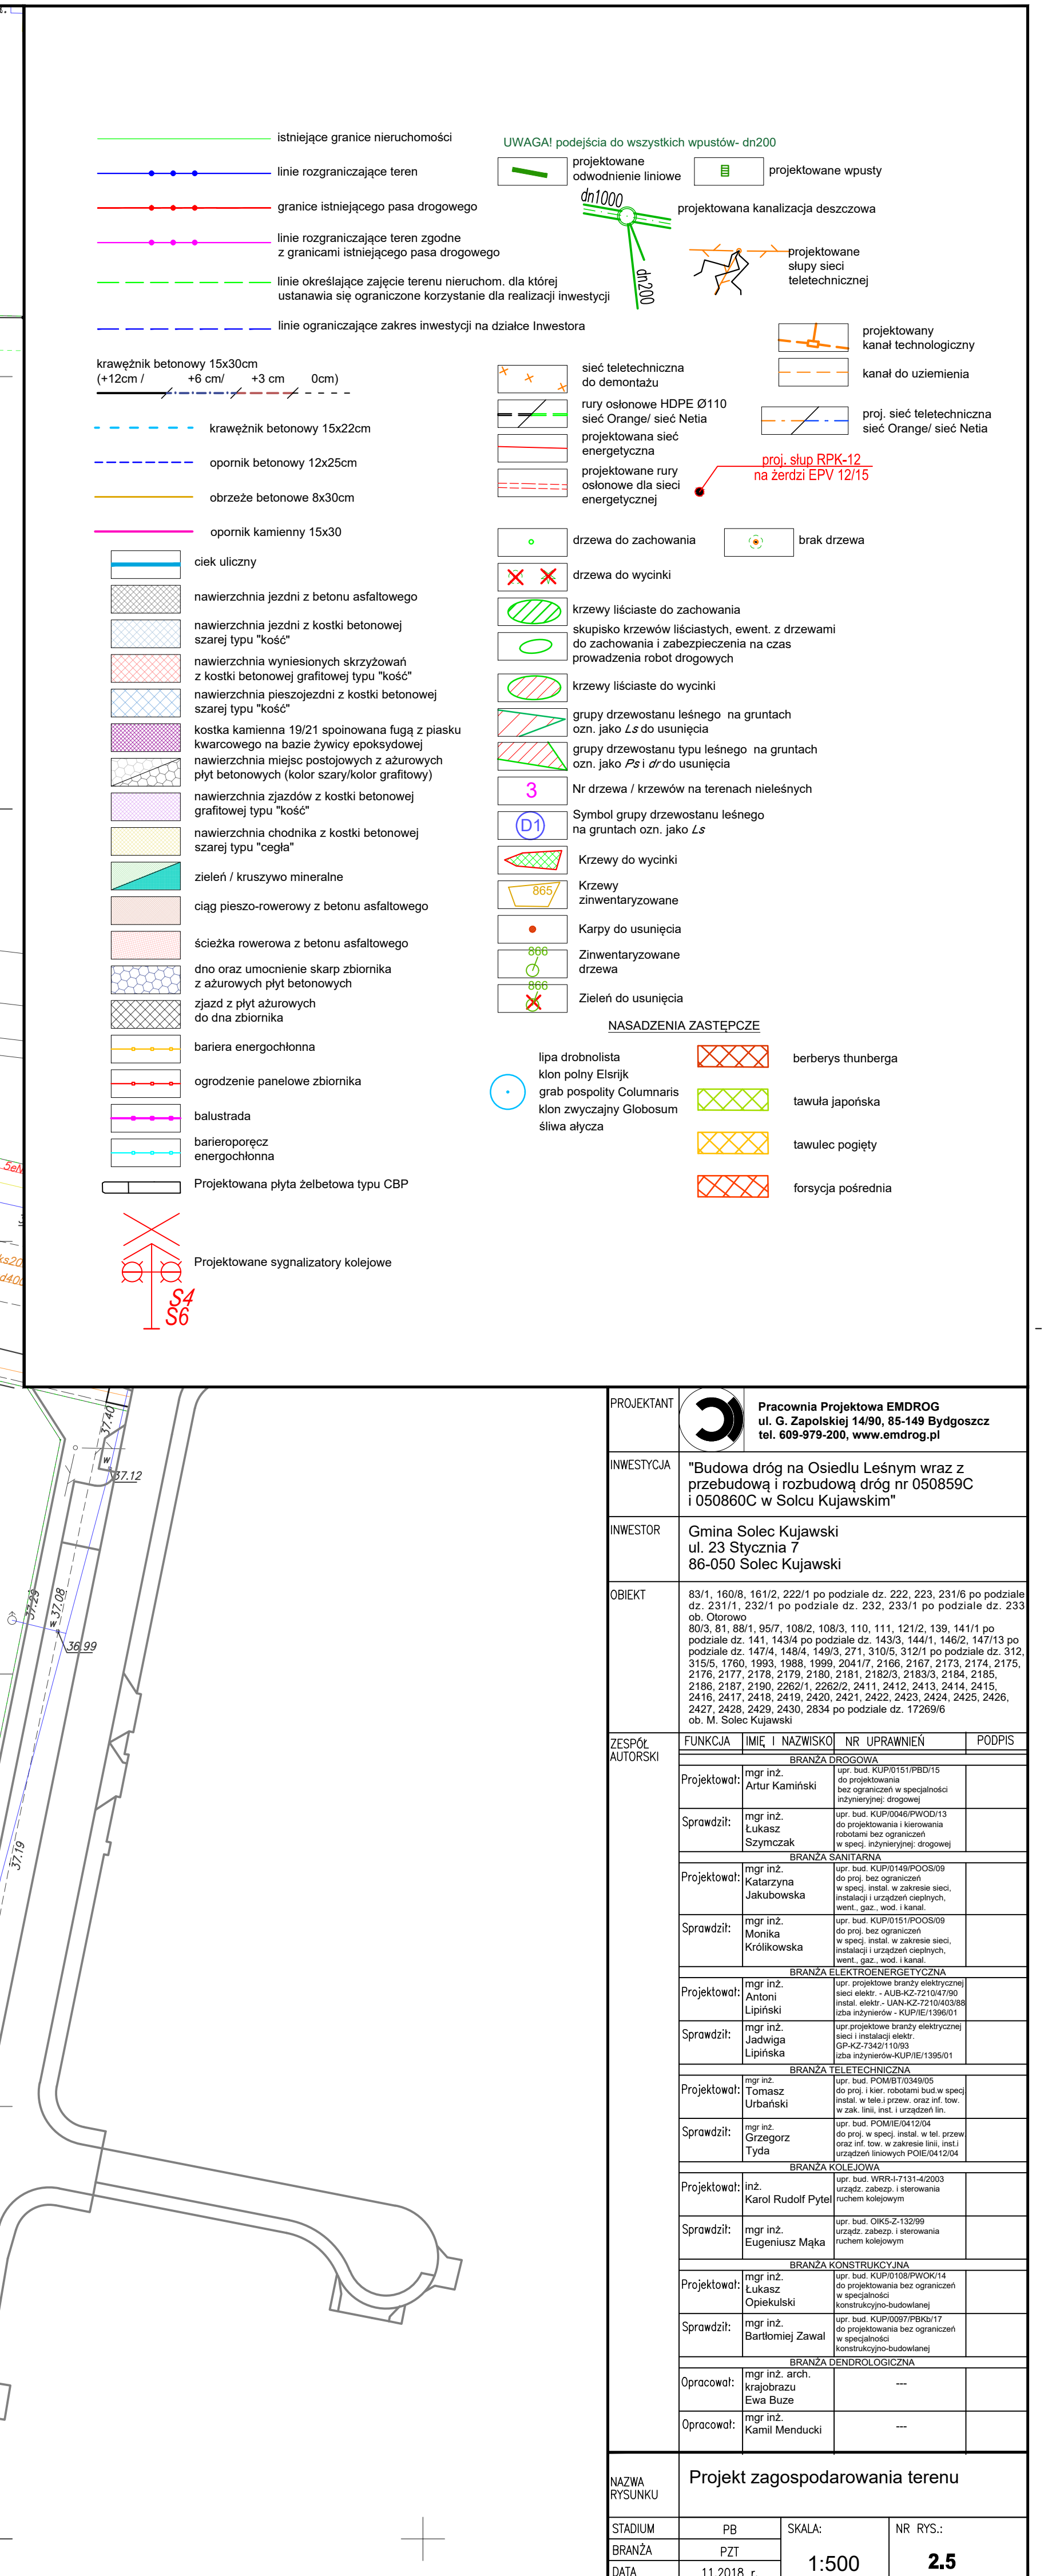 istniejące granice nieruchomości
linie rozgraniczające teren
granice istniejącego pasa drogowego
linie rozgraniczające teren zgodne
z granicami istniejącego pasa drogowego
linie określające zajęcie terenu nieruchom. dla której
ustanawia się ograniczone korzystanie dla realizacji inwestycji
linie ograniczające zakres inwestycji na działce Inwestora
krawężnik betonowy 15x30cm
(+12cm / +6 cm/ +3 cm 0cm)
krawężnik betonowy 15x22cm
opornik betonowy 12x25cm
obrzeże betonowe 8x30cm
opornik kamienny 15x30
ciek uliczny
nawierzchnia jezdni z betonu asfaltowego
nawierzchnia jezdni z kostki betonowej
szarej typu "kość"
nawierzchnia wyniesionych skrzyżowań
z kostki betonowej grafitowej typu "kość"
nawierzchnia pieszojezdni z kostki betonowej
szarej typu "kość"
kostka kamienna 19/21 spoinowana fugą z piasku
kwarcowego na bazie żywicy epoksydowej
nawierzchnia miejsc postojowych z ażurowych
płyt betonowych (kolor szary/kolor grafitowy)
nawierzchnia zjazdów z kostki betonowej
grafitowej typu "kość"
nawierzchnia chodnika z kostki betonowej
szarej typu "cegła"
zieleń / kruszywo mineralne
ciąg pieszo-rowerowy z betonu asfaltowego
ścieżka rowerowa z betonu asfaltowego
dno oraz umocnienie skarp zbiornika
z ażurowych płyt betonowych
zjazd z płyt ażurowych
do dna zbiornika
bariera energochłonna
ogrodzenie panelowe zbiornika
balustrada
barieroporęcz
energochłonna
Projektowana płyta żelbetowa typu CBP
Projektowane sygnalizatory kolejowe
S4
S6
UWAGA! podejścia do wszystkich wpustów- dn200
projektowane
odwodnienie liniowe
projektowane wpusty
dn1000
projektowana kanalizacja deszczowa
dn200
projektowane
słupy sieci
teletechnicznej
projektowany
kanał technologiczny
sieć teletechniczna
do demontażu
kanał do uziemienia
rury osłonowe HDPE Ø110
sieć Orange/ sieć Netia
proj. sieć teletechniczna
sieć Orange/ sieć Netia
projektowana sieć
energetyczna
projektowane rury
osłonowe dla sieci
energetycznej
proj. słup RPK-12
na żerdzi EPV 12/15
drzewa do zachowania
brak drzewa
drzewa do wycinki
krzewy liściaste do zachowania
skupisko krzewów liściastych, ewent. z drzewami
do zachowania i zabezpieczenia na czas
prowadzenia robot drogowych
krzewy liściaste do wycinki
grupy drzewostanu leśnego na gruntach
ozn. jako Ls do usunięcia
grupy drzewostanu typu leśnego na gruntach
ozn. jako Ps i dr do usunięcia
3
Nr drzewa / krzewów na terenach nieleśnych
D1
Symbol grupy drzewostanu leśnego
na gruntach ozn. jako Ls
Krzewy do wycinki
865
Krzewy
zinwentaryzowane
Karpy do usunięcia
866
Zinwentaryzowane
drzewa
866
Zieleń do usunięcia
NASADZENIA ZASTĘPCZE
lipa drobnolista
klon polny Elsrijk
grab pospolity Columnaris
klon zwyczajny Globosum
śliwa ałycza
berberys thunberga
tawuła japońska
tawulec pogięty
forsycja pośrednia
37.40
w
37.12
37.29
w 37.08
36.99
37.19
PROJEKTANT
Pracownia Projektowa EMDROG
ul. G. Zapolskiej 14/90, 85-149 Bydgoszcz
tel. 609-979-200, www.emdrog.pl
INWESTYCJA
"Budowa dróg na Osiedlu Leśnym wraz z
przebudową i rozbudową dróg nr 050859C
i 050860C w Solcu Kujawskim"
INWESTOR
Gmina Solec Kujawski
ul. 23 Stycznia 7
86-050 Solec Kujawski
OBIEKT
83/1, 160/8, 161/2, 222/1 po podziale dz. 222, 223, 231/6 po podziale
dz. 231/1, 232/1 po podziale dz. 232, 233/1 po podziale dz. 233
ob. Otorowo
80/3, 81, 88/1, 95/7, 108/2, 108/3, 110, 111, 121/2, 139, 141/1 po
podziale dz. 141, 143/4 po podziale dz. 143/3, 144/1, 146/2, 147/13 po
podziale dz. 147/4, 148/4, 149/3, 271, 310/5, 312/1 po podziale dz. 312,
315/5, 1760, 1993, 1988, 1999, 2041/7, 2166, 2167, 2173, 2174, 2175,
2176, 2177, 2178, 2179, 2180, 2181, 2182/3, 2183/3, 2184, 2185,
2186, 2187, 2190, 2262/1, 2262/2, 2411, 2412, 2413, 2414, 2415,
2416, 2417, 2418, 2419, 2420, 2421, 2422, 2423, 2424, 2425, 2426,
2427, 2428, 2429, 2430, 2834 po podziale dz. 17269/6
ob. M. Solec Kujawski
ZESPÓŁ
AUTORSKI
FUNKCJA IMIĘ I NAZWISKO NR UPRAWNIEŃ PODPIS
BRANŻA DROGOWA
Projektował:
mgr inż.
Artur Kamiński
upr. bud. KUP/0151/PBD/15
do projektowania
bez ograniczeń w specjalności
inżynieryjnej: drogowej
Sprawdził:
mgr inż.
Łukasz
Szymczak
upr. bud. KUP/0046/PWOD/13
do projektowania i kierowania
robotami bez ograniczeń
w specj. inżynieryjnej: drogowej
BRANŻA SANITARNA
Projektował:
mgr inż.
Katarzyna
Jakubowska
upr. bud. KUP/0149/POOS/09
do proj. bez ograniczeń
w specj. instal. w zakresie sieci,
instalacji i urządzeń cieplnych,
went., gaz., wod. i kanal.
Sprawdził:
mgr inż.
Monika
Królikowska
upr. bud. KUP/0151/POOS/09
do proj. bez ograniczeń
w specj. instal. w zakresie sieci,
instalacji i urządzeń cieplnych,
went., gaz., wod. i kanal.
BRANŻA ELEKTROENERGETYCZNA
Projektował:
mgr inż.
Antoni
Lipiński
upr. projektowe branży elektrycznej
sieci elektr. - AUB-KZ-7210/47/90
instal. elektr.- UAN-KZ-7210/403/88
izba inżynierów - KUP/IE/1396/01
Sprawdził:
mgr inż.
Jadwiga
Lipińska
upr.projektowe branży elektrycznej
sieci i instalacji elektr.
GP-KZ-7342/110/93
izba inżynierów-KUP/IE/1395/01
BRANŻA TELETECHNICZNA
Projektował:
mgr inż.
Tomasz
Urbański
upr. bud. POM/BT/0349/05
do proj. i kier. robotami bud.w specj
instal. w tele.i przew. oraz inf. tow.
w zak. linii, inst. i urządzeń lin.
Sprawdził:
mgr inż.
Grzegorz
Tyda
upr. bud. POM/IE/0412/04
do proj. w specj. instal. w tel. przew.
oraz inf. tow. w zakresie linii, inst.i
urządzeń liniowych POIE/0412/04
BRANŻA KOLEJOWA
Projektował:
inż.
Karol Rudolf Pytel
upr. bud. WRR-I-7131-4/2003
urządz. zabezp. i sterowania
ruchem kolejowym
Sprawdził:
mgr inż.
Eugeniusz Mąka
upr. bud. OIK5-Z-132/99
urządz. zabezp. i sterowania
ruchem kolejowym
BRANŻA KONSTRUKCYJNA
Projektował:
mgr inż.
Łukasz
Opiekulski
upr. bud. KUP/0108/PWOK/14
do projektowania bez ograniczeń
w specjalności
konstrukcyjno-budowlanej
Sprawdził:
mgr inż.
Bartłomiej Zawal
upr. bud. KUP/0097/PBKb/17
do projektowania bez ograniczeń
w specjalności
konstrukcyjno-budowlanej
BRANŻA DENDROLOGICZNA
Opracował:
mgr inż. arch.
krajobrazu
Ewa Buze
---
Opracował:
mgr inż.
Kamil Menducki
---
NAZWA
RYSUNKU
Projekt zagospodarowania terenu
STADIUM PB SKALA: NR RYS.:
BRANŻA PZT 1:500 2.5
DATA 11.2018 r.